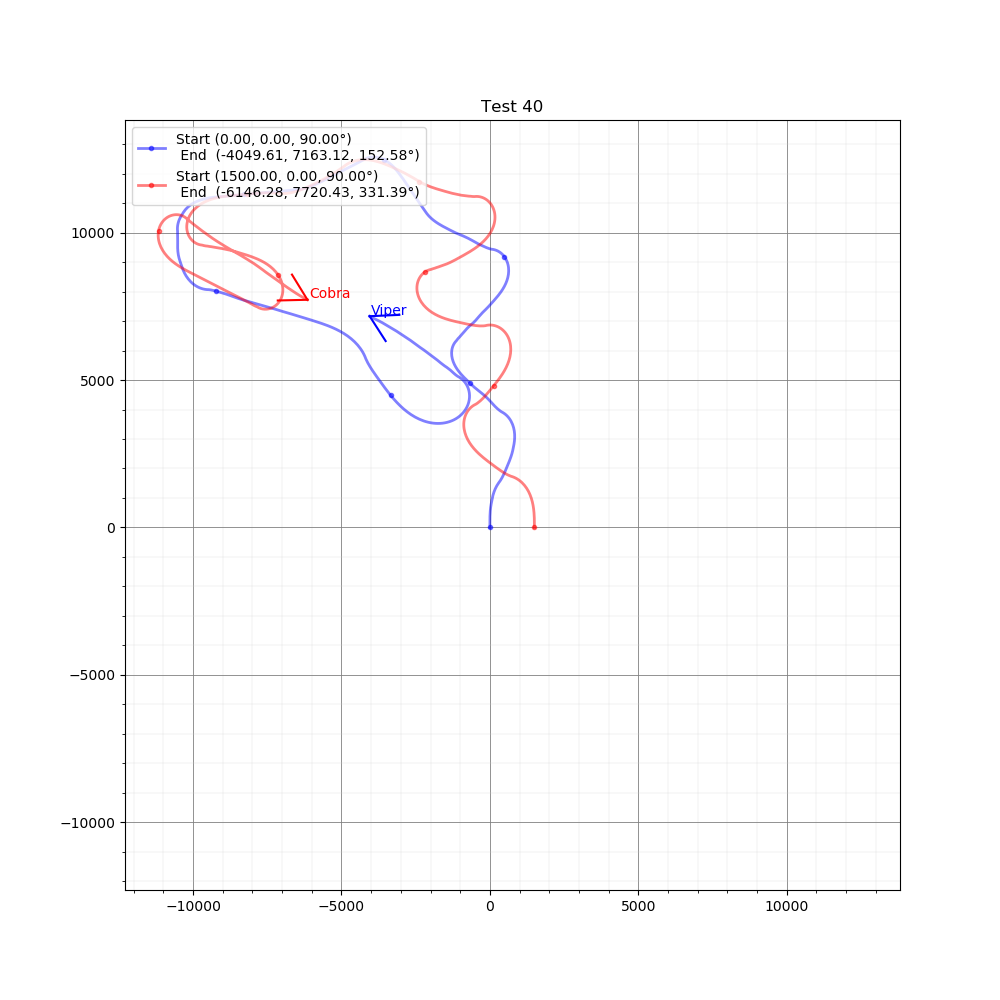 Test 40
Start (0.00, 0.00, 90.00°)
End (-4049.61, 7163.12, 152.58°)
Start (1500.00, 0.00, 90.00°)
End (-6146.28, 7720.43, 331.39°)
10000
Cobra
Viper
5000
0
−5000
−10000
−10000 −5000 0 5000 10000